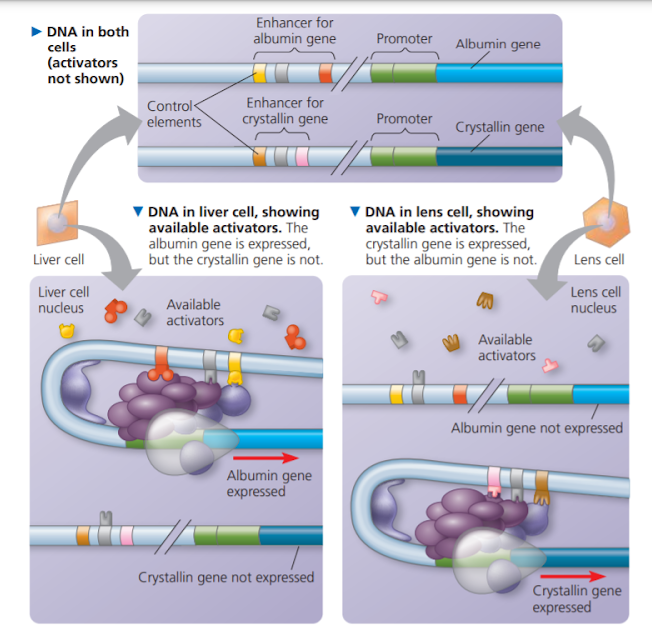 ▶ DNA in both
cells
(activators
not shown)
Enhancer for
albumin gene
Promoter
Albumin gene
Control
elements
Enhancer for
crystallin gene
Promoter
Crystallin gene
Liver cell
▼ DNA in liver cell, showing
available activators. The
albumin gene is expressed,
but the crystallin gene is not.
▼ DNA in lens cell, showing
available activators. The
crystallin gene is expressed,
but the albumin gene is not.
Lens cell
Liver cell
nucleus
Available
activators
Albumin gene
expressed
Crystallin gene not expressed
Lens cell
nucleus
Available
activators
Albumin gene not expressed
Crystallin gene
expressed